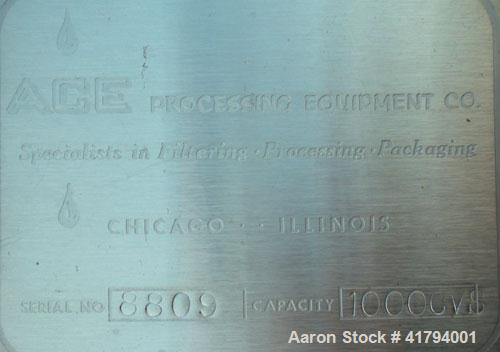 ACE PROCESSING EQUIPMENT CO.
Specialists in Filtering · Processing · Packaging
CHICAGO · · ILLINOIS
SERIAL NO 8809 CAPACITY
Aaron Stock # 41794001